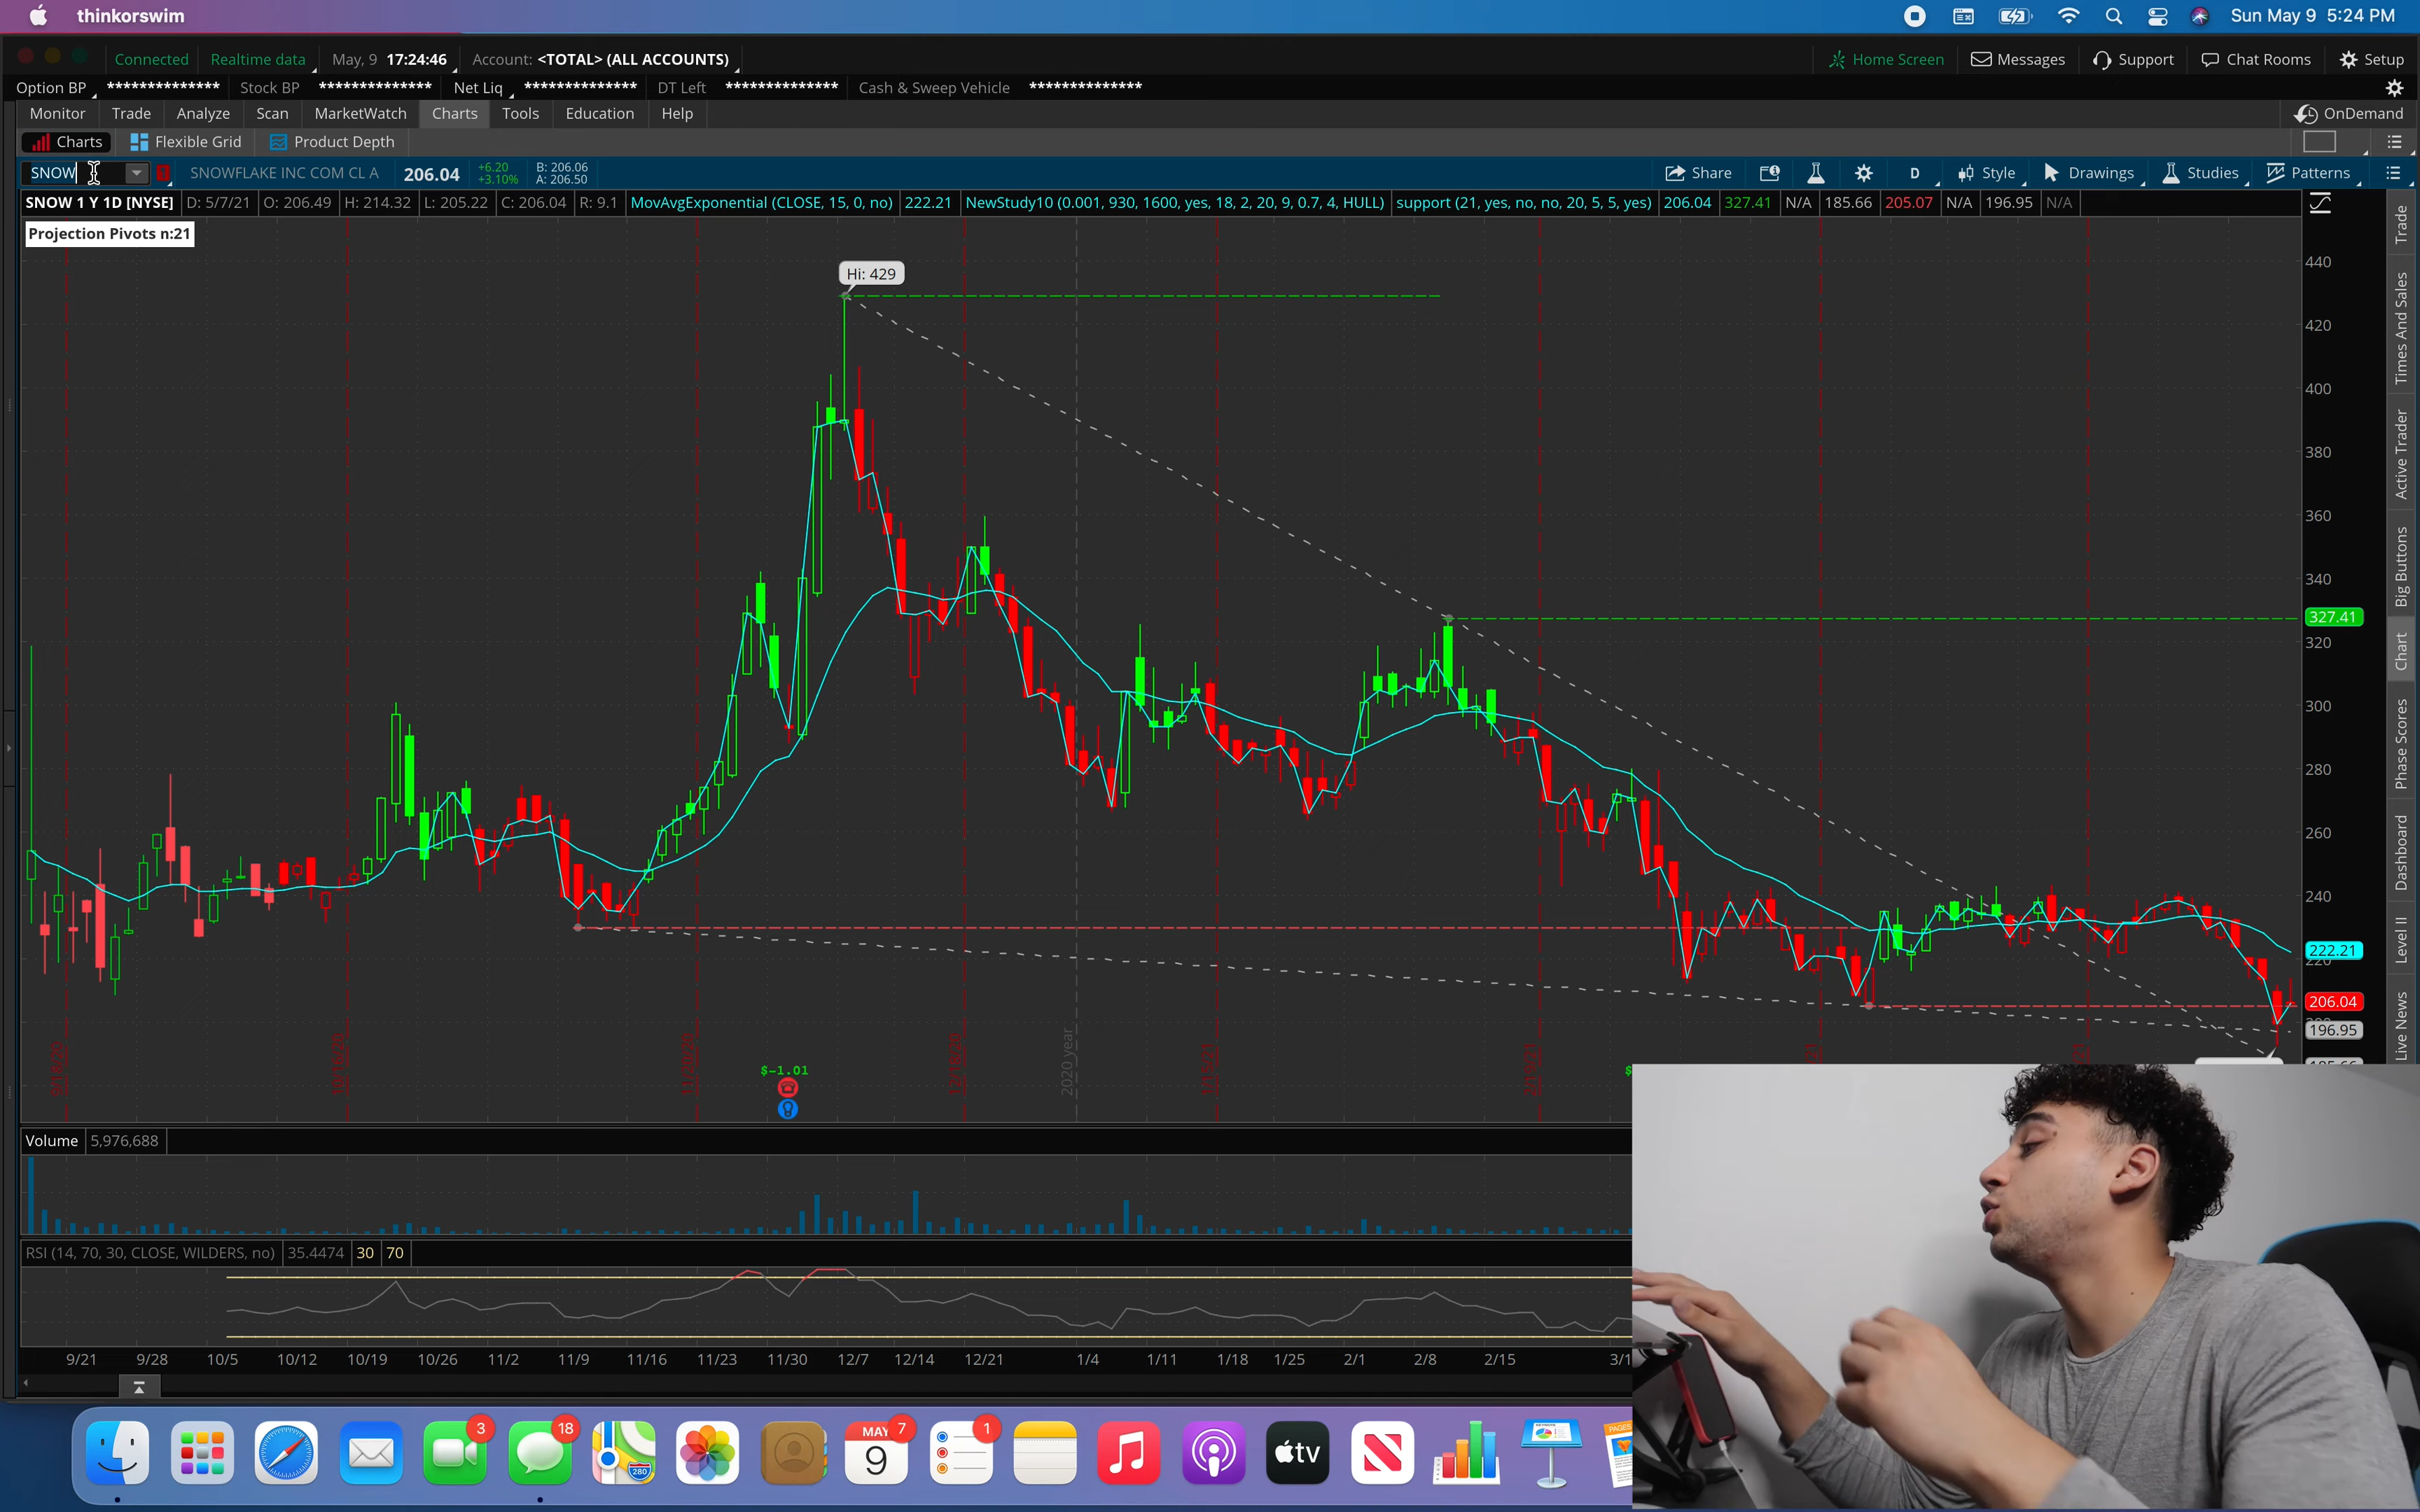 thinkorswim Sun May 9 5:24 PM
Connected Realtime data May, 9 17:24:46 Account: <TOTAL> (ALL ACCOUNTS) Home Screen Messages Support Chat Rooms Setup
Option BP ************** Stock BP ************** Net Liq ************** DT Left ************** Cash & Sweep Vehicle **************
Monitor Trade Analyze Scan MarketWatch Charts Tools Education Help OnDemand
Charts Flexible Grid Product Depth
SNOW SNOWFLAKE INC COM CL A 206.04 +6.20 B: 206.06
+3.10% A: 206.50
Share D Style Drawings Studies Patterns
SNOW 1 Y 1D [NYSE] D: 5/7/21 O: 206.49 H: 214.32 L: 205.22 C: 206.04 R: 9.1 MovAvgExponential (CLOSE, 15, 0, no) 222.21 NewStudy10 (0.001, 930, 1600, yes, 18, 2, 20, 9, 0.7, 4, HULL) support (21, yes, no, no, 20, 5, 5, yes) 206.04 327.41 N/A 185.66 205.07 N/A 196.95 N/A
Projection Pivots n:21
Hi: 429
440
420
400
380
360
340
327.41
320
300
280
260
240
222.21
206.04
196.95
Trade
Times And Sales
Active Trader
Big Buttons
Chart
Phase Scores
Dashboard
Level II
Live News
2020 year
$-1.01
Volume 5,976,688
RSI (14, 70, 30, CLOSE, WILDERS, no) 35.4474 30 70
9/21 9/28 10/5 10/12 10/19 10/26 11/2 11/9 11/16 11/23 11/30 12/7 12/14 12/21 1/4 1/11 1/18 1/25 2/1 2/8 2/15
3 18 MAY 7 1
9
280
tv